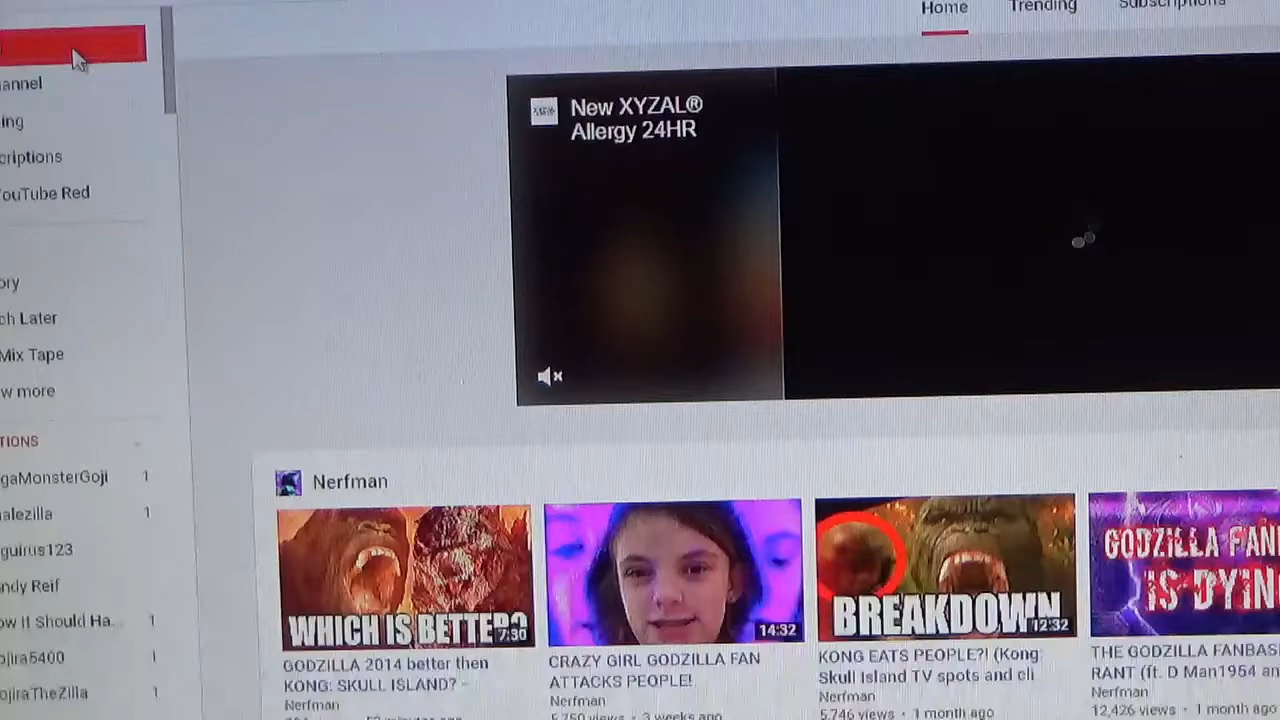 Home Trending Subscriptions
annel
ing
criptions
YouTube Red
ory
ch Later
Mix Tape
w more
TIONS
gaMonsterGoji 1
alezilla 1
guirus123
ndy Reif
ow It Should Ha... 1
ojira5400 1
ojiraTheZilla 1
New XYZAL®
Allergy 24HR
Nerfman
WHICH IS BETTER?
7:30
14:32
BREAKDOWN
12:32
GODZILLA FAN
IS DYIN
GODZILLA 2014 better then
KONG: SKULL ISLAND? -
Nerfman
CRAZY GIRL GODZILLA FAN
ATTACKS PEOPLE!
Nerfman
5,750 views • 3 weeks ago
KONG EATS PEOPLE?! (Kong:
Skull Island TV spots and cli
Nerfman
5,746 views • 1 month ago
THE GODZILLA FANBAS
RANT (ft. D Man1954 an
Nerfman
12,426 views • 1 month ago